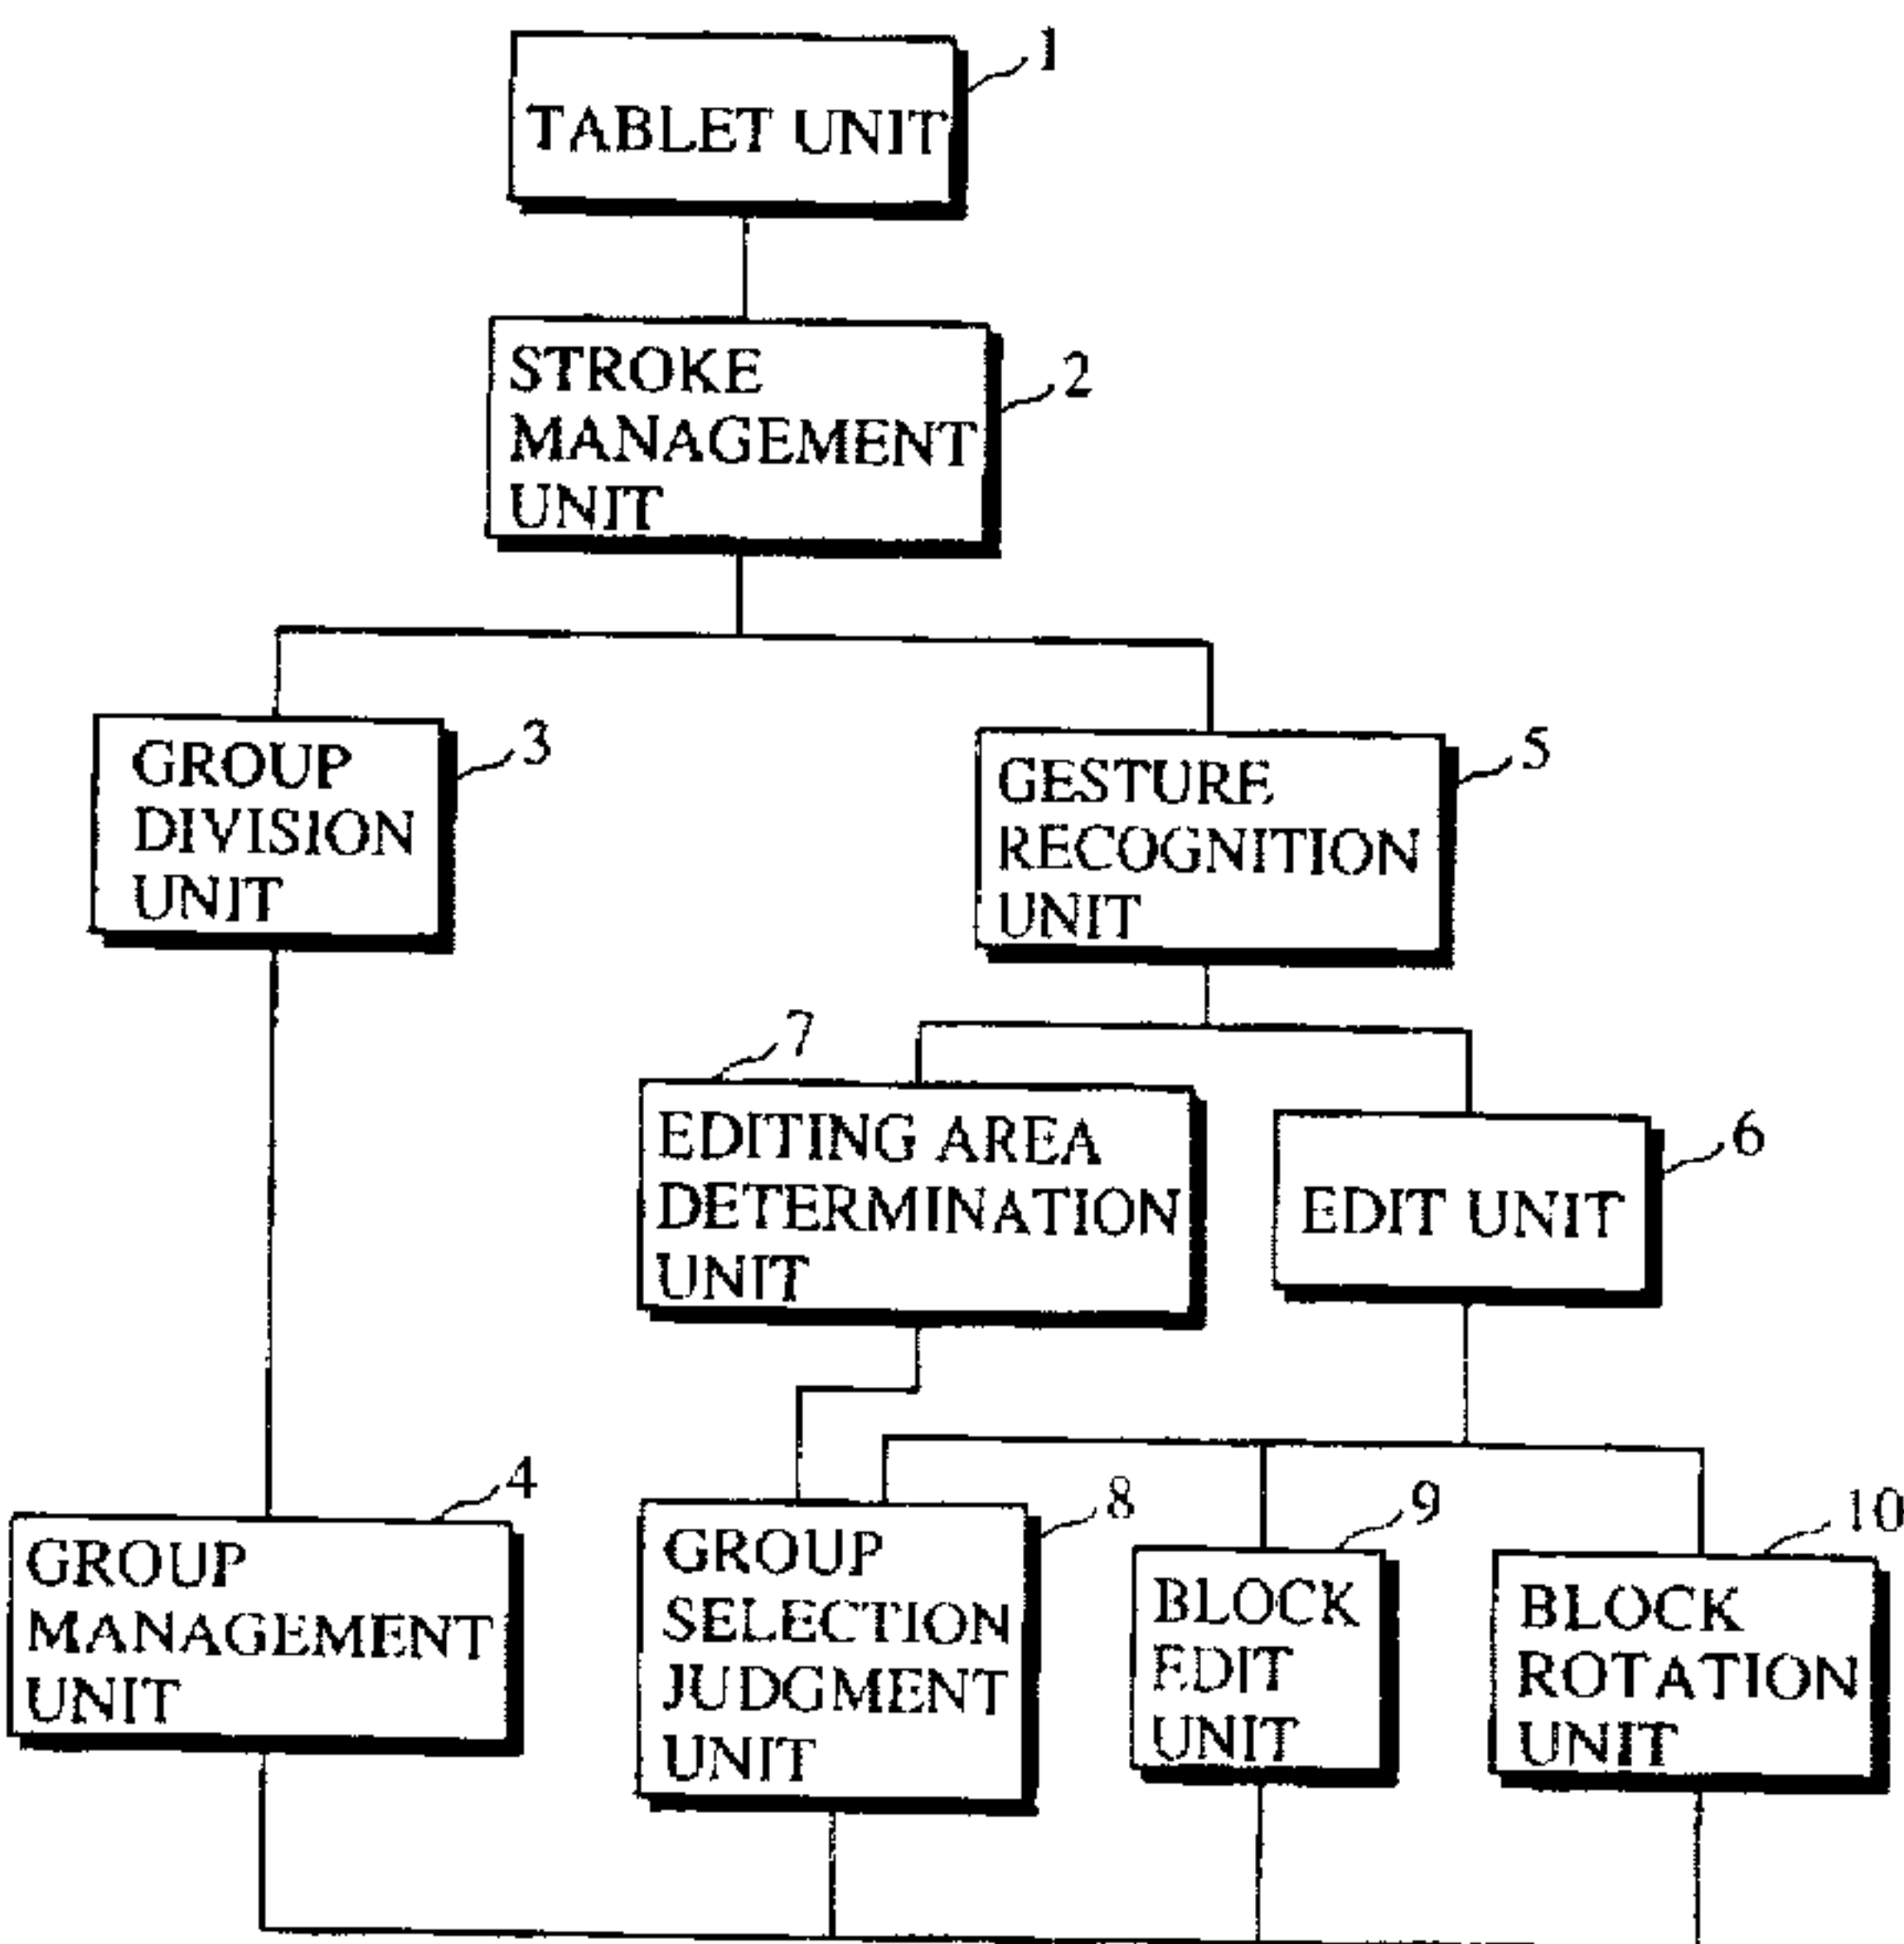 1
TABLET UNIT
2
STROKE
MANAGEMENT
UNIT
3
GROUP
DIVISION
UNIT
5
GESTURE
RECOGNITION
UNIT
7
EDITING AREA
DETERMINATION
UNIT
6
EDIT UNIT
4
GROUP
MANAGEMENT
UNIT
8
GROUP
SELECTION
JUDGMENT
UNIT
9
BLOCK
EDIT
UNIT
10
BLOCK
ROTATION
UNIT